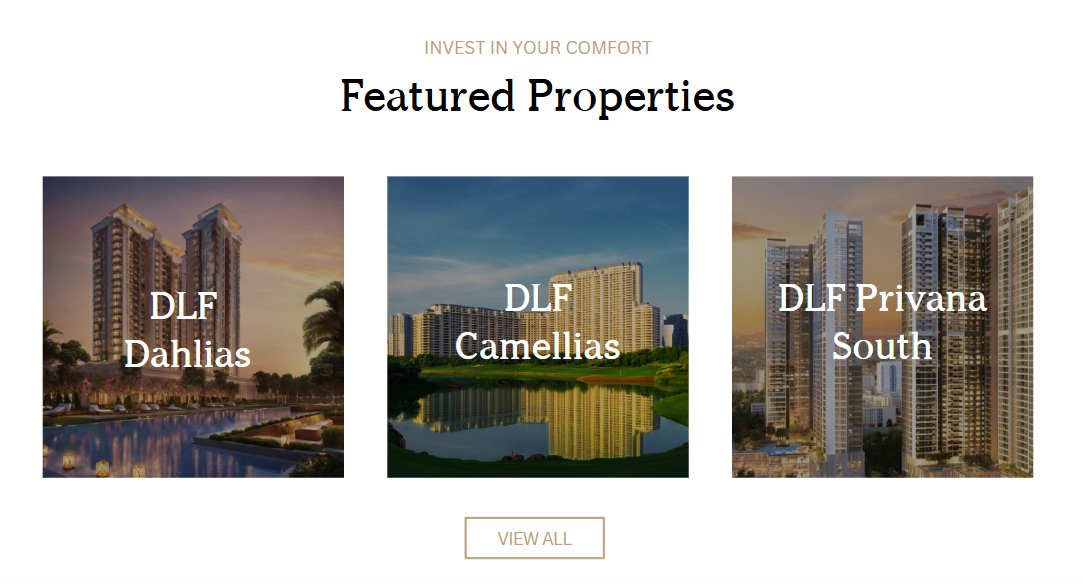 INVEST IN YOUR COMFORT
Featured Properties
DLF
Dahlias
DLF
Camellias
DLF Privana
South
VIEW ALL